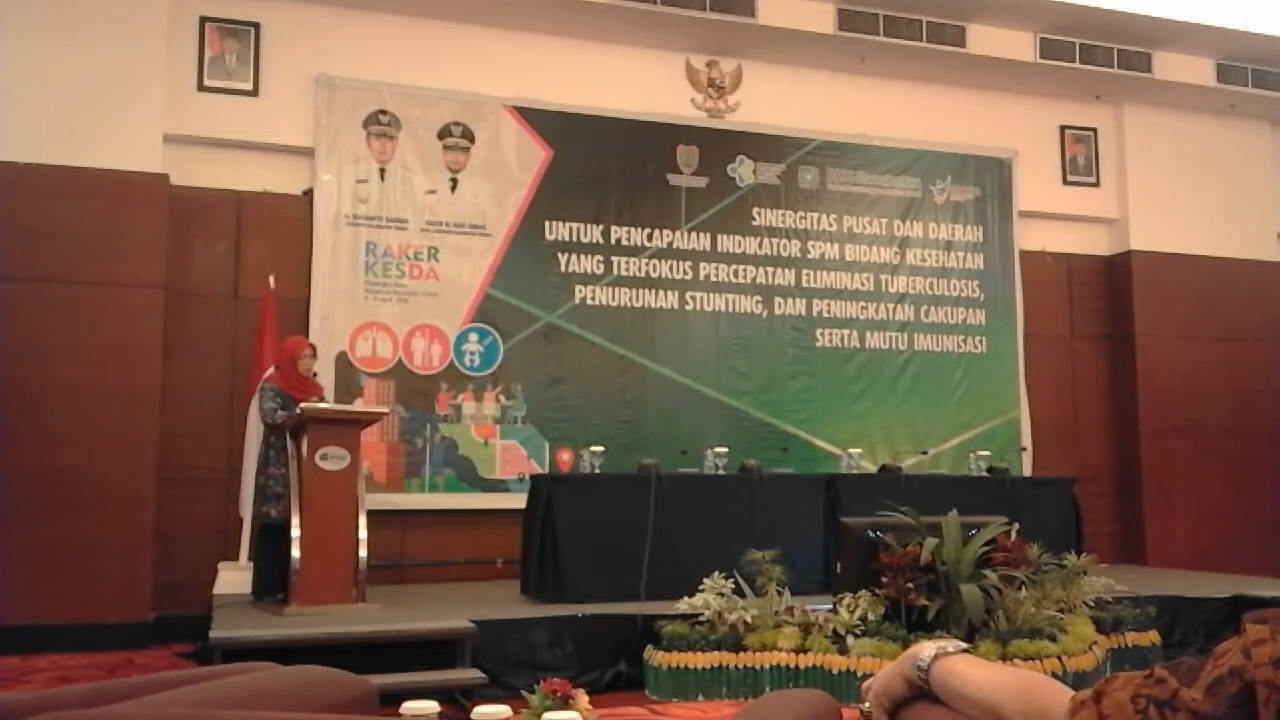 RAKER
KESDA
SINERGITAS PUSAT DAN DAERAH
UNTUK PENCAPAIAN INDIKATOR SPM BIDANG KESEHATAN
YANG TERFOKUS PERCEPATAN ELIMINASI TUBERCULOSIS,
PENURUNAN STUNTING, DAN PENINGKATAN CAKUPAN
SERTA MUTU IMUNISASI